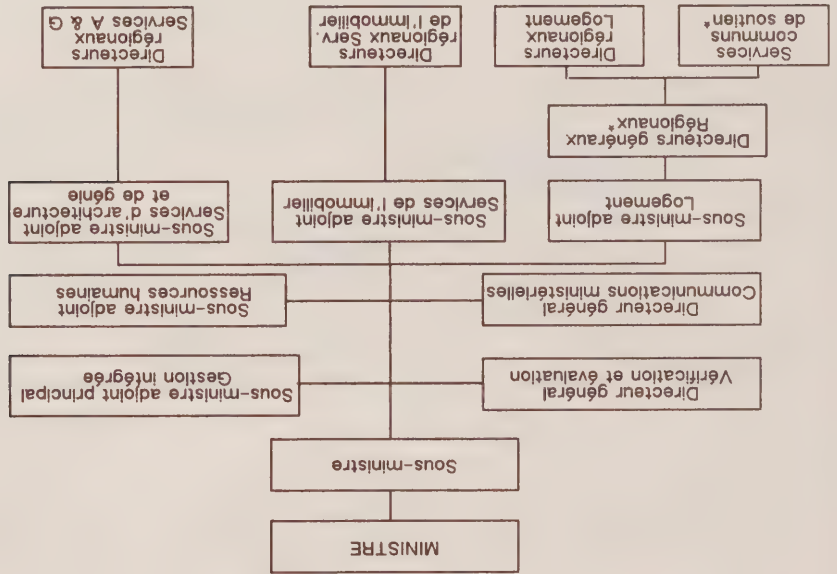 MINISTRE
Sous-ministre
Directeur général
Vérification et évaluation
Sous-ministre adjoint principal
Gestion intégrée
Directeur général
Communications ministérielles
Sous-ministre adjoint
Ressources humaines
Sous-ministre adjoint
Logement
Sous-ministre adjoint
Services de l'immobilier
Sous-ministre adjoint
Services d'architecture
et de génie
Directeurs généraux
Régionaux*
Services
communs
de soutien*
Directeurs
régionaux
Logement
Directeurs
régionaux Serv.
de l'immobilier
Directeurs
régionaux
Services A & G